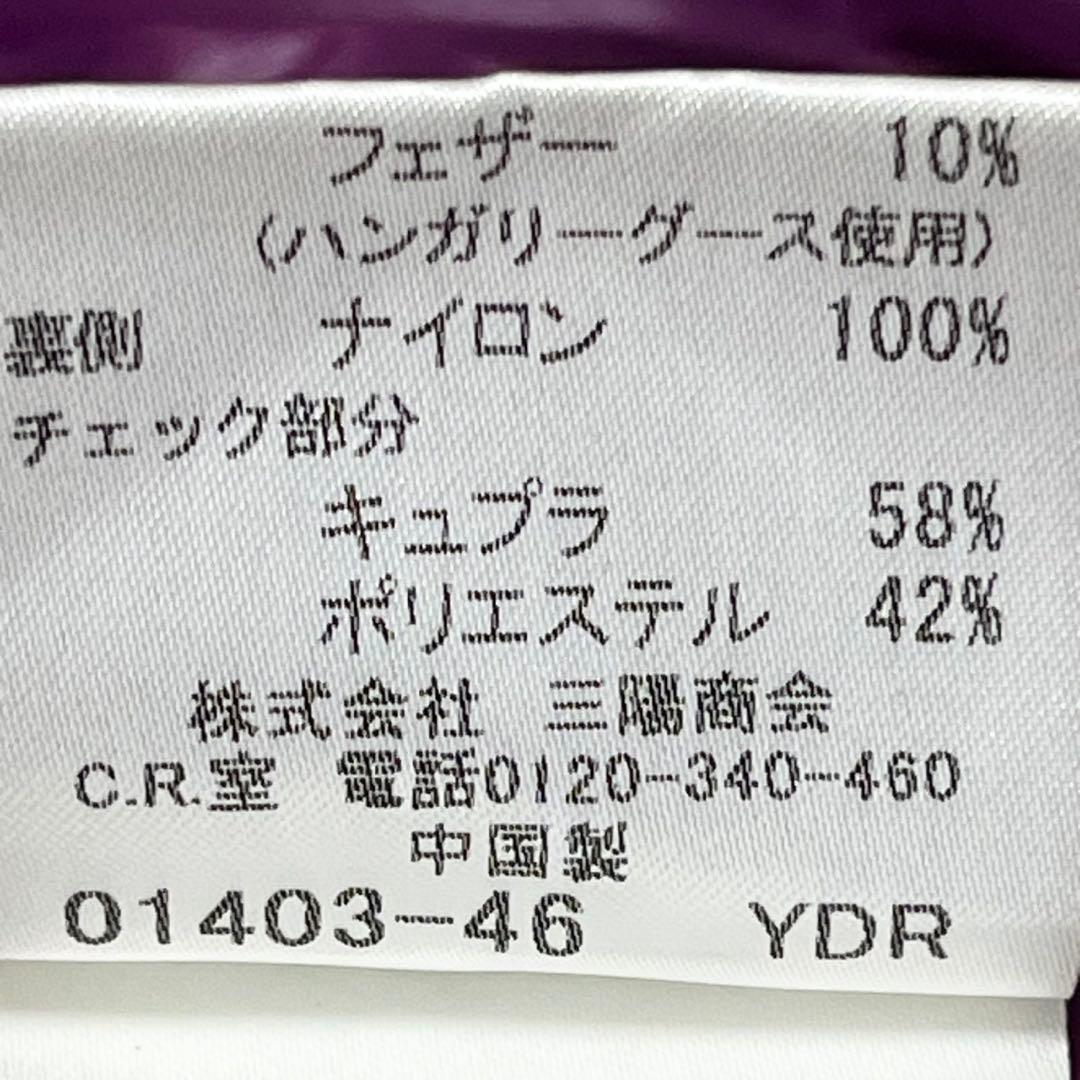 フェザー 10%
(ハンガリーグース使用)
裏側 ナイロン 100%
チェック部分
キュプラ 58%
ポリエステル 42%
株式会社 三陽商会
C.R.室 電話0120-340-460
中国製
01403-46 YDR